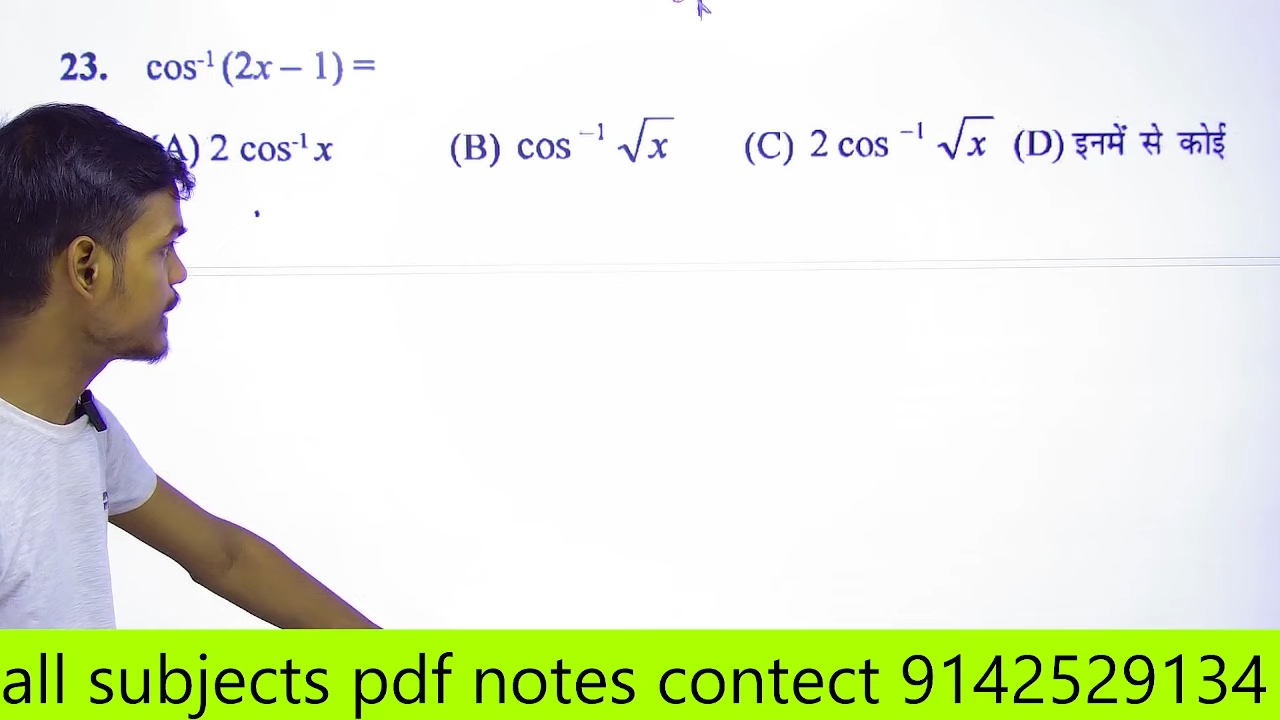 23. cos⁻¹ (2x – 1) =
(A) 2 cos⁻¹ x (B) cos⁻¹ √x (C) 2 cos⁻¹ √x (D) इनमें से कोई
all subjects pdf notes contect 9142529134